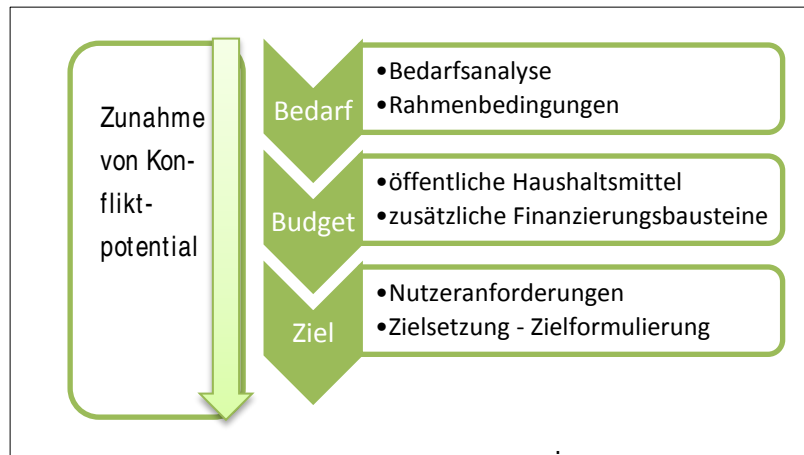 Zunahme
von Kon-
flikt-
potential
Bedarf
•Bedarfsanalyse
•Rahmenbedingungen
Budget
•öffentliche Haushaltsmittel
•zusätzliche Finanzierungsbausteine
Ziel
•Nutzeranforderungen
•Zielsetzung - Zielformulierung